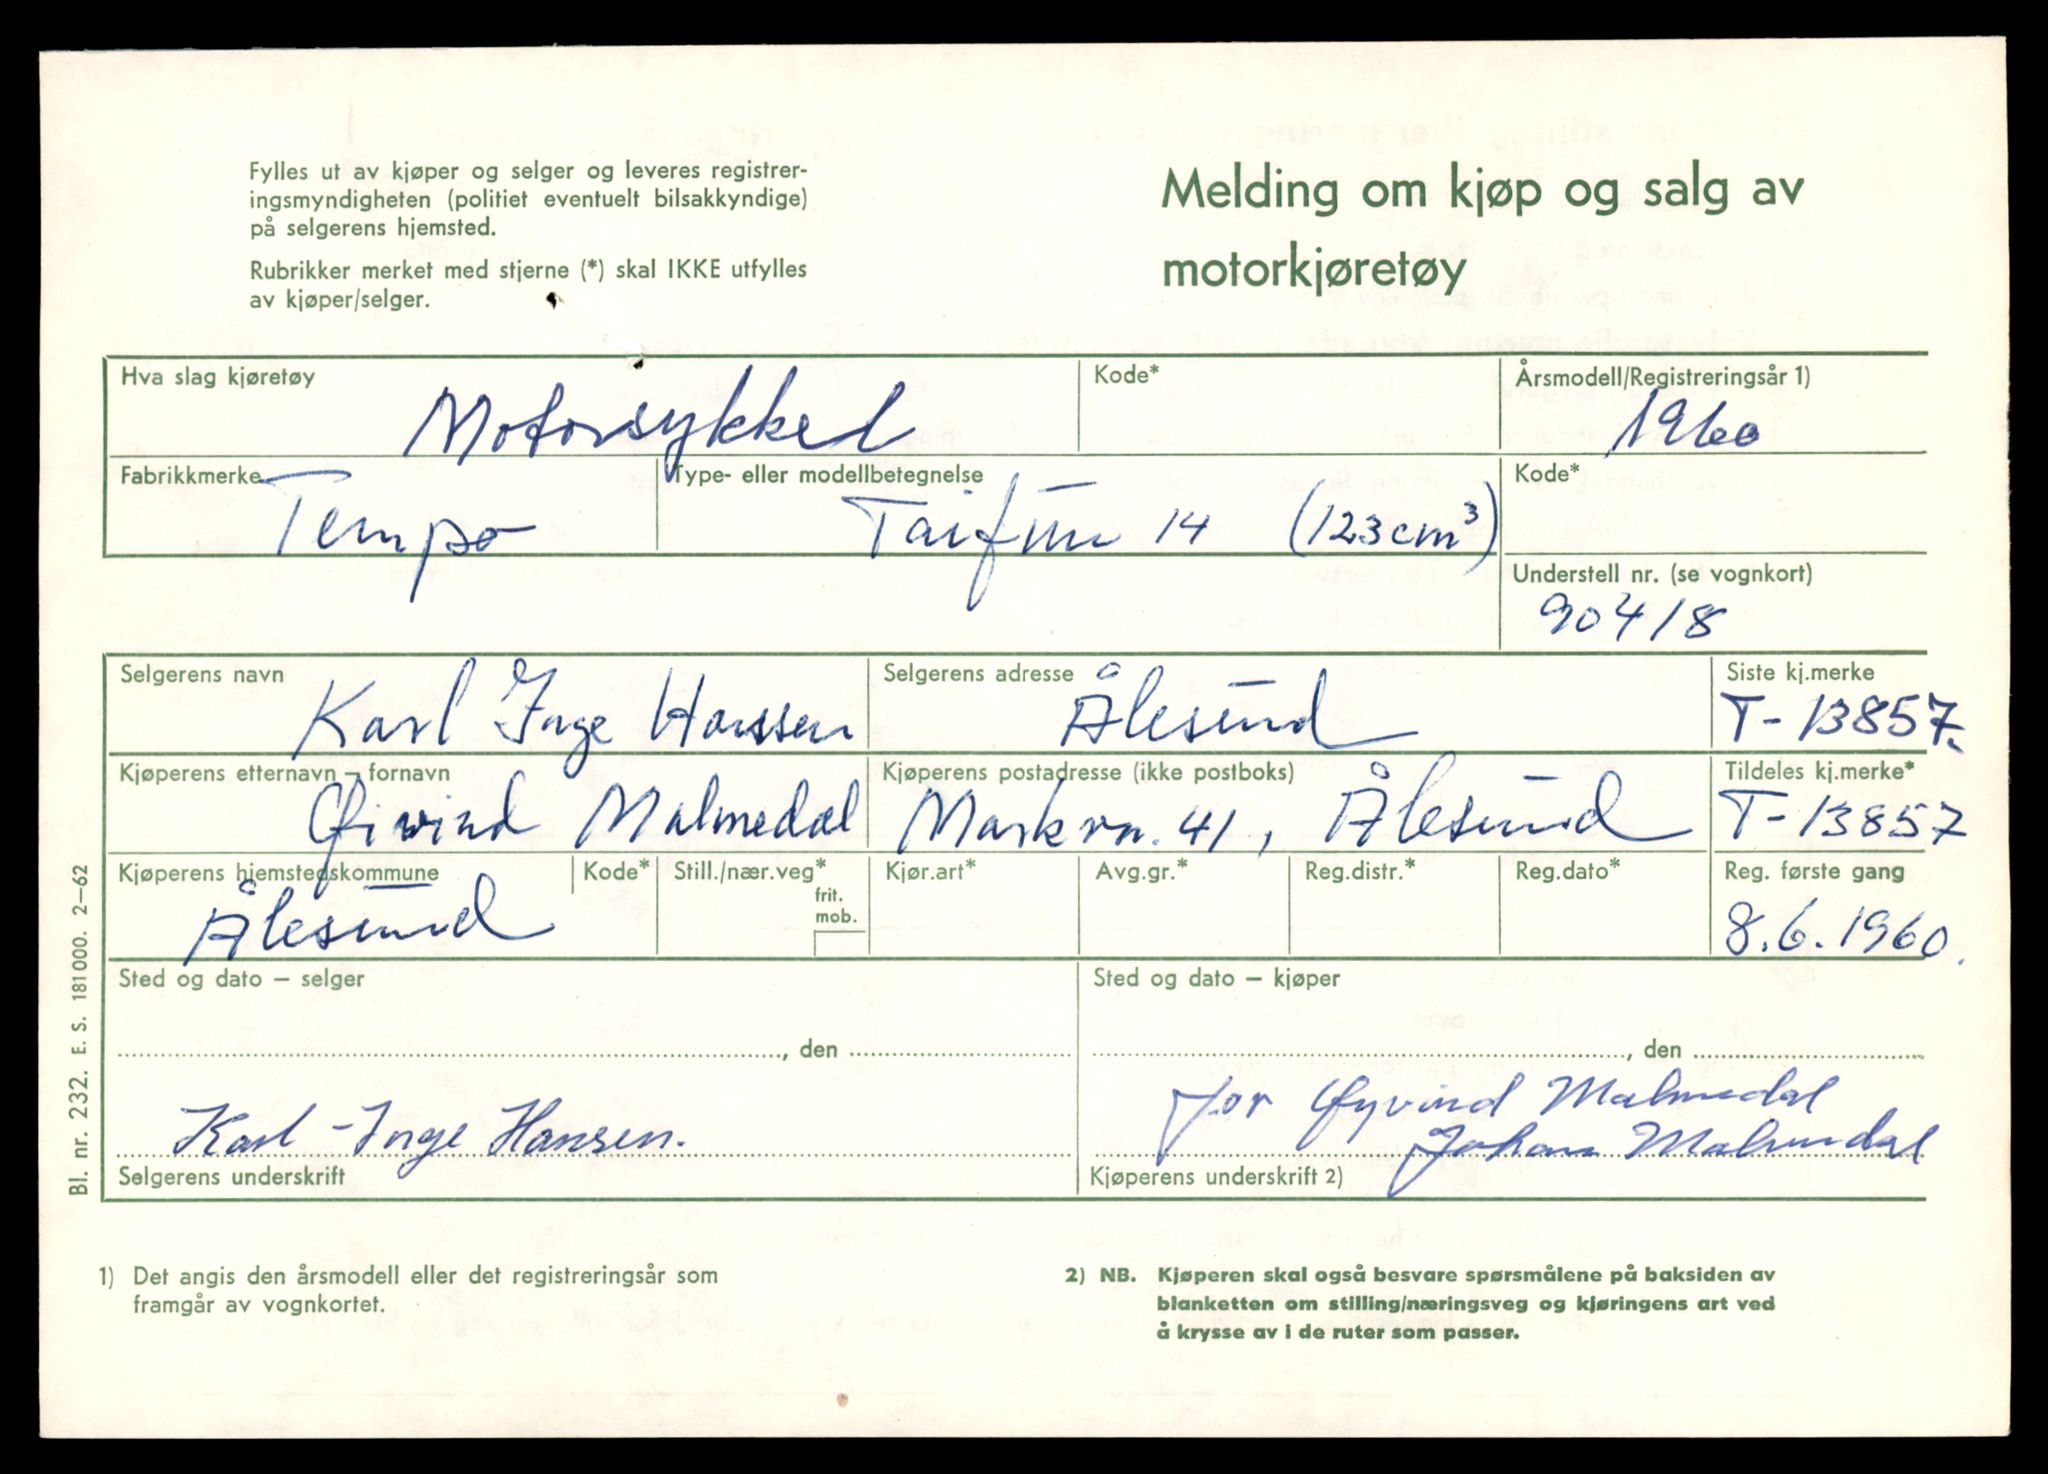 Fylles ut av kjøper og selger og leveres registrer-
ingsmyndigheten (politiet eventuelt bilsakkyndige)
på selgerens hjemsted.
Rubrikker merket med stjerne (*) skal IKKE utfylles
av kjøper/selger.
Melding om kjøp og salg av
motorkjøretøy
Hva slag kjøretøy
Motorsykkel
Kode*
Årsmodell/Registreringsår 1)
1960
Fabrikkmerke
Tempo
Type- eller modellbetegnelse
Taifun 14 (123 cm³)
Kode*
Understell nr. (se vognkort)
90418
Selgerens navn
Karl Inge Hanssen
Selgerens adresse
Ålesund
Siste kj.merke
T-13857.
Kjøperens etternavn – fornavn
Øivind Malmedal
Kjøperens postadresse (ikke postboks)
Markvn. 41, Ålesund
Tildeles kj.merke*
T-13857
Kjøperens hjemstedskommune
Ålesund
Kode*
Still./nær.veg*
frit.
mob.
Kjør.art*
Avg.gr.*
Reg.distr.*
Reg.dato*
Reg. første gang
8.6.1960.
Sted og dato – selger
, den
Karl-Inge Hansen.
Selgerens underskrift
Sted og dato – kjøper
, den
for Øyvind Malmedal
Johan Malmedal
Kjøperens underskrift 2)
Bl. nr. 232. E. S. 181000. 2–62
1) Det angis den årsmodell eller det registreringsår som
framgår av vognkortet.
2) NB. Kjøperen skal også besvare spørsmålene på baksiden av
blanketten om stilling/næringsveg og kjøringens art ved
å krysse av i de ruter som passer.